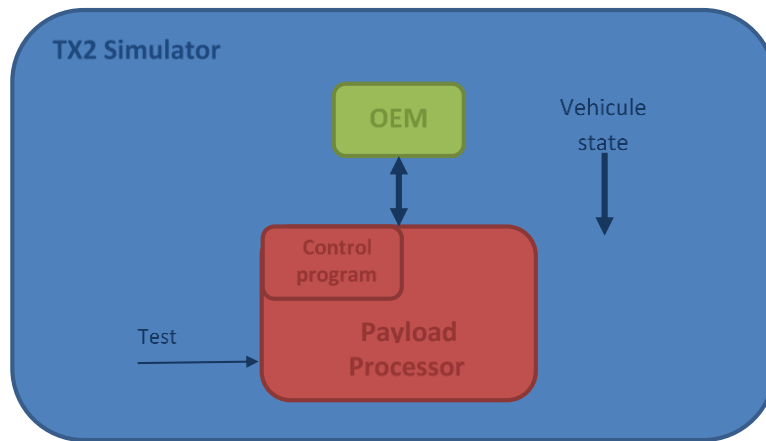 TX2 Simulator
OEM
Vehicule
state
Control
program
Test
Payload
Processor